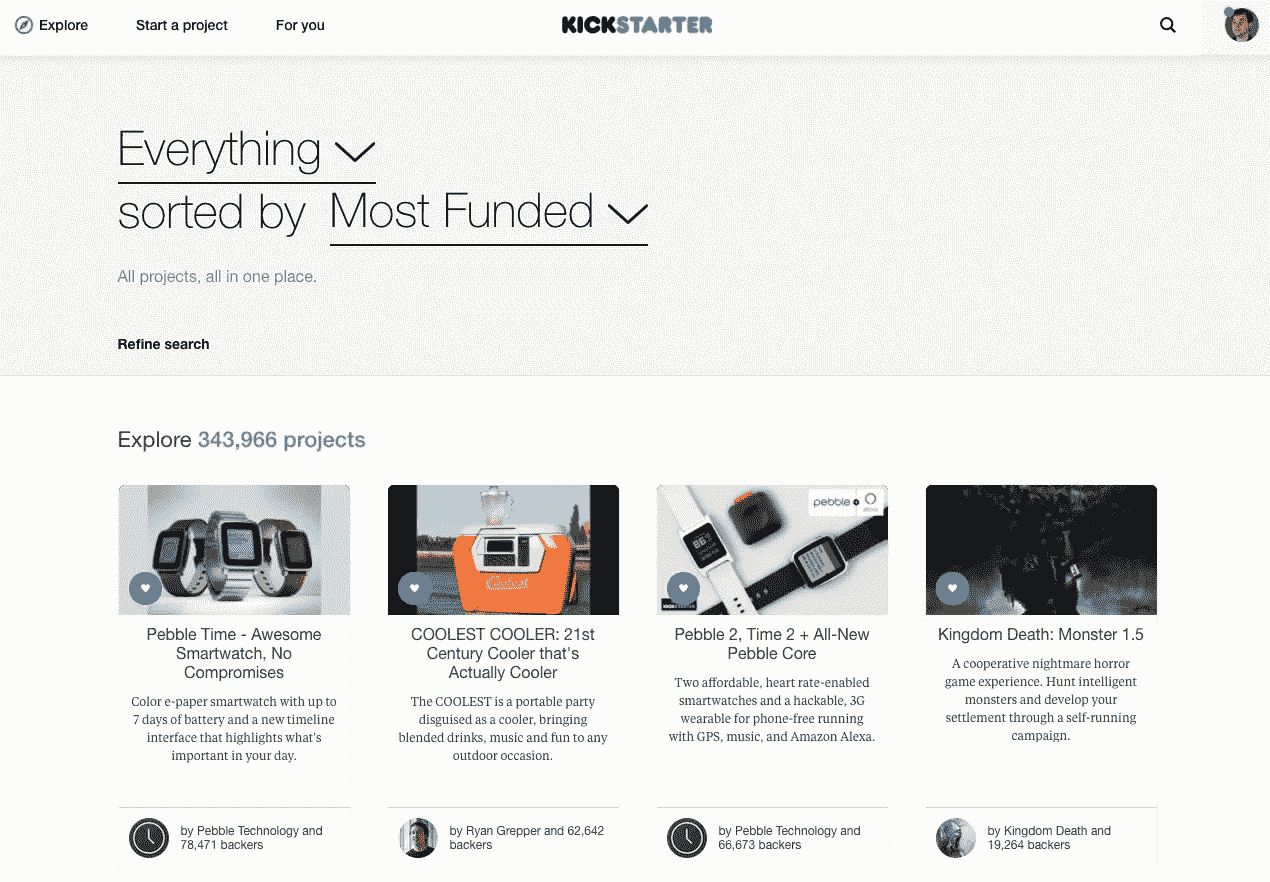 Explore Start a project For you KICKSTARTER
Everything
sorted by Most Funded
All projects, all in one place.
Refine search
Explore 343,966 projects
Coolest
pebble +
KICKSTARTER
Pebble Time - Awesome
Smartwatch, No
Compromises
Color e-paper smartwatch with up to
7 days of battery and a new timeline
interface that highlights what's
important in your day.
by Pebble Technology and
78,471 backers
COOLEST COOLER: 21st
Century Cooler that's
Actually Cooler
The COOLEST is a portable party
disguised as a cooler, bringing
blended drinks, music and fun to any
outdoor occasion.
by Ryan Grepper and 62,642
backers
Pebble 2, Time 2 + All-New
Pebble Core
Two affordable, heart rate-enabled
smartwatches and a hackable, 3G
wearable for phone-free running
with GPS, music, and Amazon Alexa.
by Pebble Technology and
66,673 backers
Kingdom Death: Monster 1.5
A cooperative nightmare horror
game experience. Hunt intelligent
monsters and develop your
settlement through a self-running
campaign.
by Kingdom Death and
19,264 backers